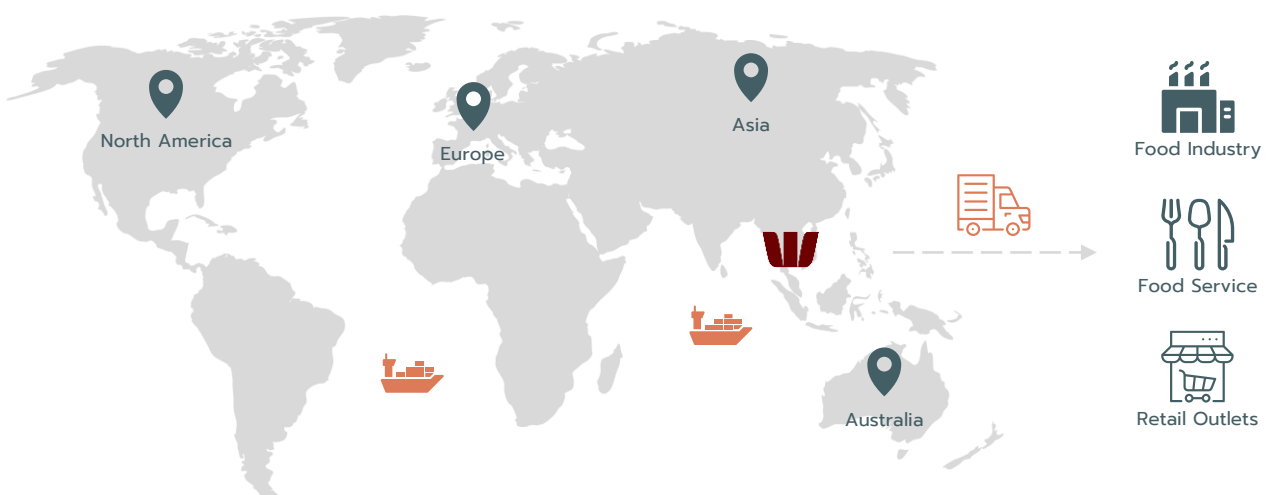 North America
Europe
Asia
Australia
Food Industry
Food Service
Retail Outlets